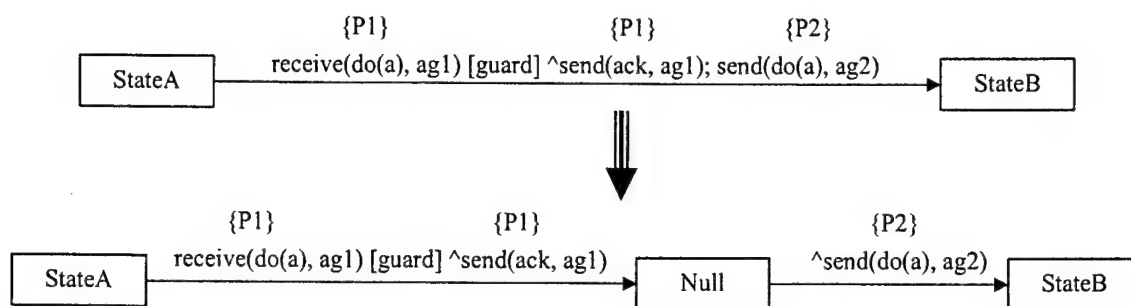 {P1} {P1} {P2}
StateA receive(do(a), ag1) [guard] ^send(ack, ag1); send(do(a), ag2) StateB
{P1} {P1} {P2}
StateA receive(do(a), ag1) [guard] ^send(ack, ag1) Null ^send(do(a), ag2) StateB